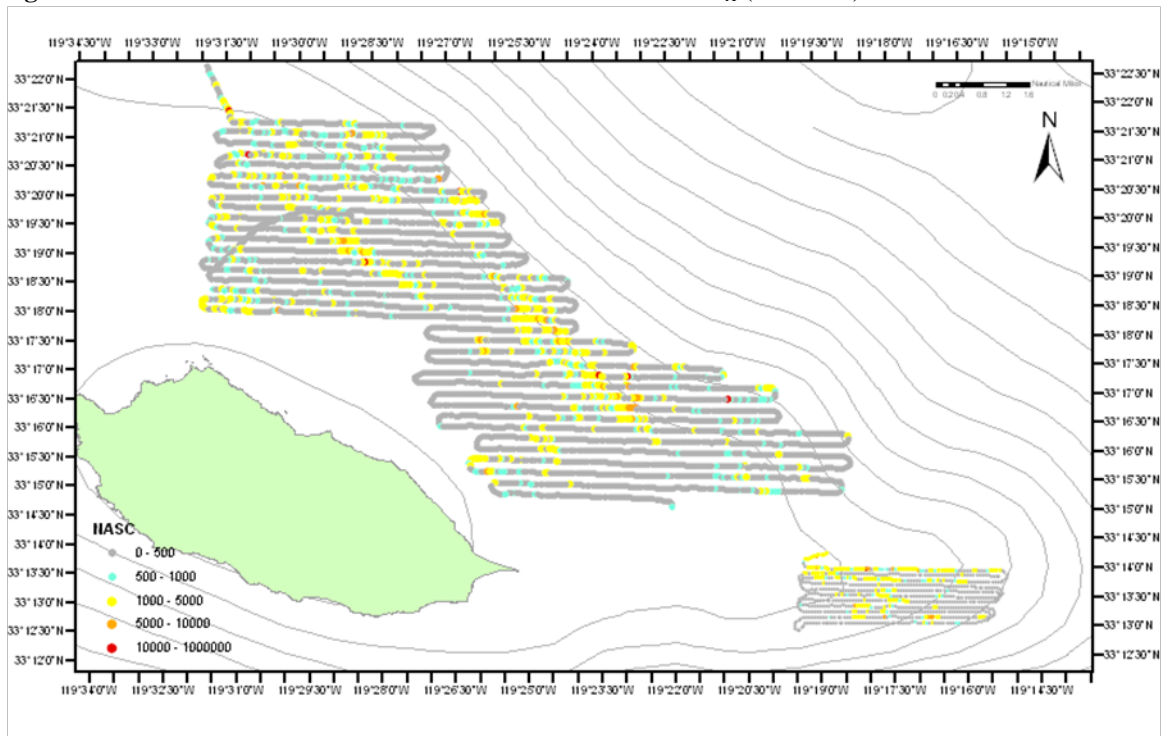 119°34'30"W 119°33'0"W 119°31'30"W 119°30'0"W 119°28'30"W 119°27'0"W 119°25'30"W 119°24'0"W 119°22'30"W 119°21'0"W 119°19'30"W 119°18'0"W 119°16'30"W 119°15'0"W
33°22'0"N
33°21'30"N
33°21'0"N
33°20'30"N
33°20'0"N
33°19'30"N
33°19'0"N
33°18'30"N
33°18'0"N
33°17'30"N
33°17'0"N
33°16'30"N
33°16'0"N
33°15'30"N
33°15'0"N
33°14'30"N
33°14'0"N
33°13'30"N
33°13'0"N
33°12'30"N
33°12'0"N
Nautical Miles
N
NASC
0 - 500
500 - 1000
1000 - 5000
5000 - 10000
10000 - 1000000
33°22'30"N
33°22'0"N
33°21'30"N
33°21'0"N
33°20'30"N
33°20'0"N
33°19'30"N
33°19'0"N
33°18'30"N
33°18'0"N
33°17'30"N
33°17'0"N
33°16'30"N
33°16'0"N
33°15'30"N
33°15'0"N
33°14'30"N
33°14'0"N
33°13'30"N
33°13'0"N
33°12'30"N
119°34'0"W 119°32'30"W 119°31'0"W 119°29'30"W 119°28'0"W 119°26'30"W 119°25'0"W 119°23'30"W 119°22'0"W 119°20'30"W 119°19'0"W 119°17'30"W 119°16'0"W 119°14'30"W